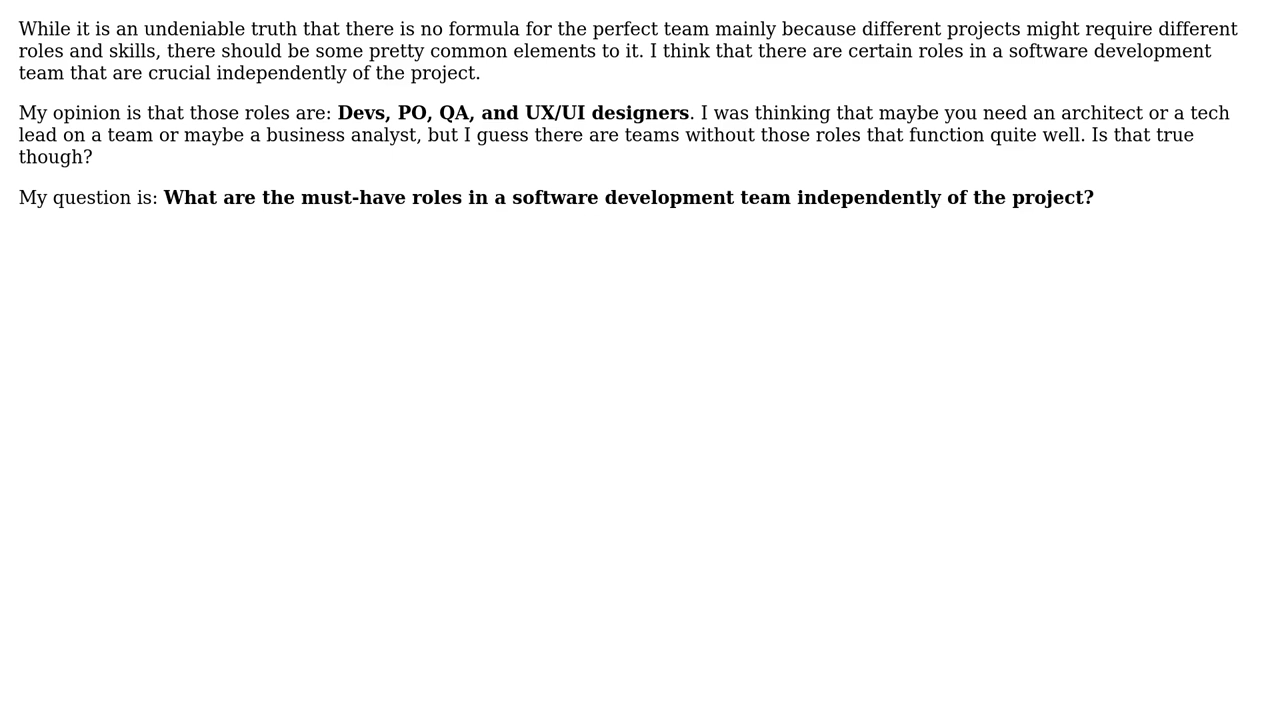 While it is an undeniable truth that there is no formula for the perfect team mainly because different projects might require different
roles and skills, there should be some pretty common elements to it. I think that there are certain roles in a software development
team that are crucial independently of the project.
My opinion is that those roles are: Devs, PO, QA, and UX/UI designers. I was thinking that maybe you need an architect or a tech
lead on a team or maybe a business analyst, but I guess there are teams without those roles that function quite well. Is that true
though?
My question is: What are the must-have roles in a software development team independently of the project?